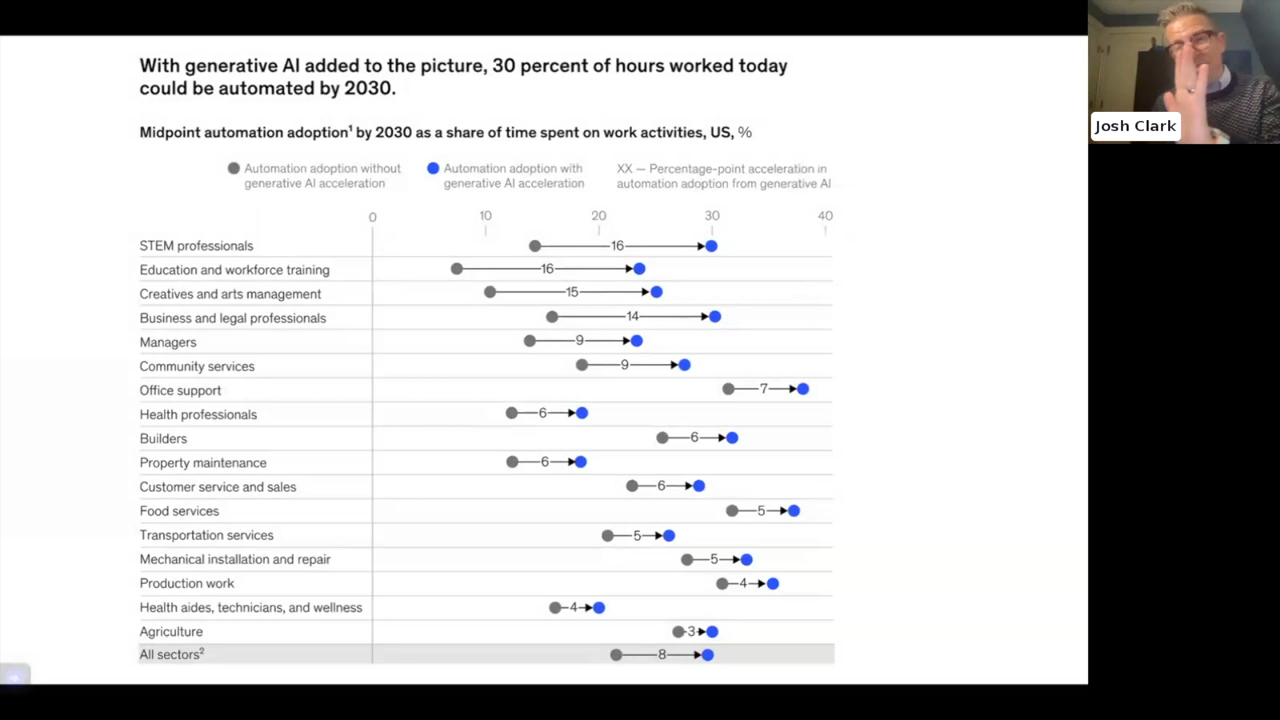 With generative AI added to the picture, 30 percent of hours worked today
could be automated by 2030.
Midpoint automation adoption¹ by 2030 as a share of time spent on work activities, US, %
Automation adoption without
generative AI acceleration
Automation adoption with
generative AI acceleration
XX — Percentage-point acceleration in
automation adoption from generative AI
0 10 20 30 40
STEM professionals 16
Education and workforce training 16
Creatives and arts management 15
Business and legal professionals 14
Managers 9
Community services 9
Office support 7
Health professionals 6
Builders 6
Property maintenance 6
Customer service and sales 6
Food services 5
Transportation services 5
Mechanical installation and repair 5
Production work 4
Health aides, technicians, and wellness 4
Agriculture 3
All sectors² 8
Josh Clark